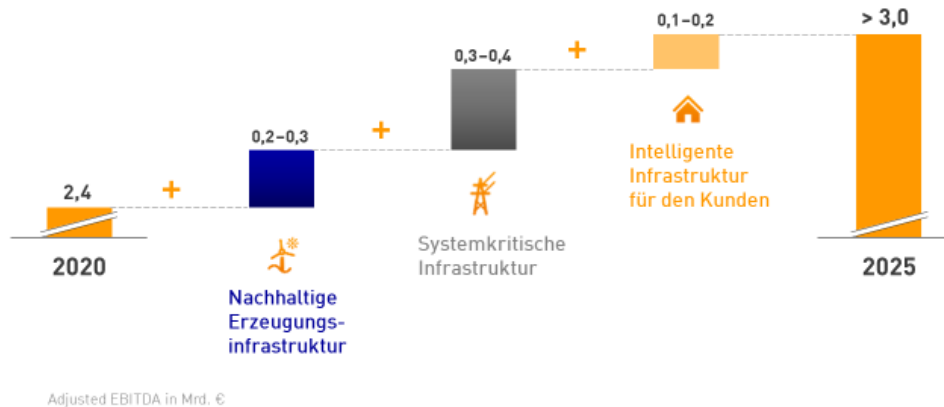 2,4
+
0,2–0,3
+
0,3–0,4
+
0,1–0,2
> 3,0
2020
Nachhaltige
Erzeugungs-
infrastruktur
Systemkritische
Infrastruktur
Intelligente
Infrastruktur
für den Kunden
2025
Adjusted EBITDA in Mrd. €